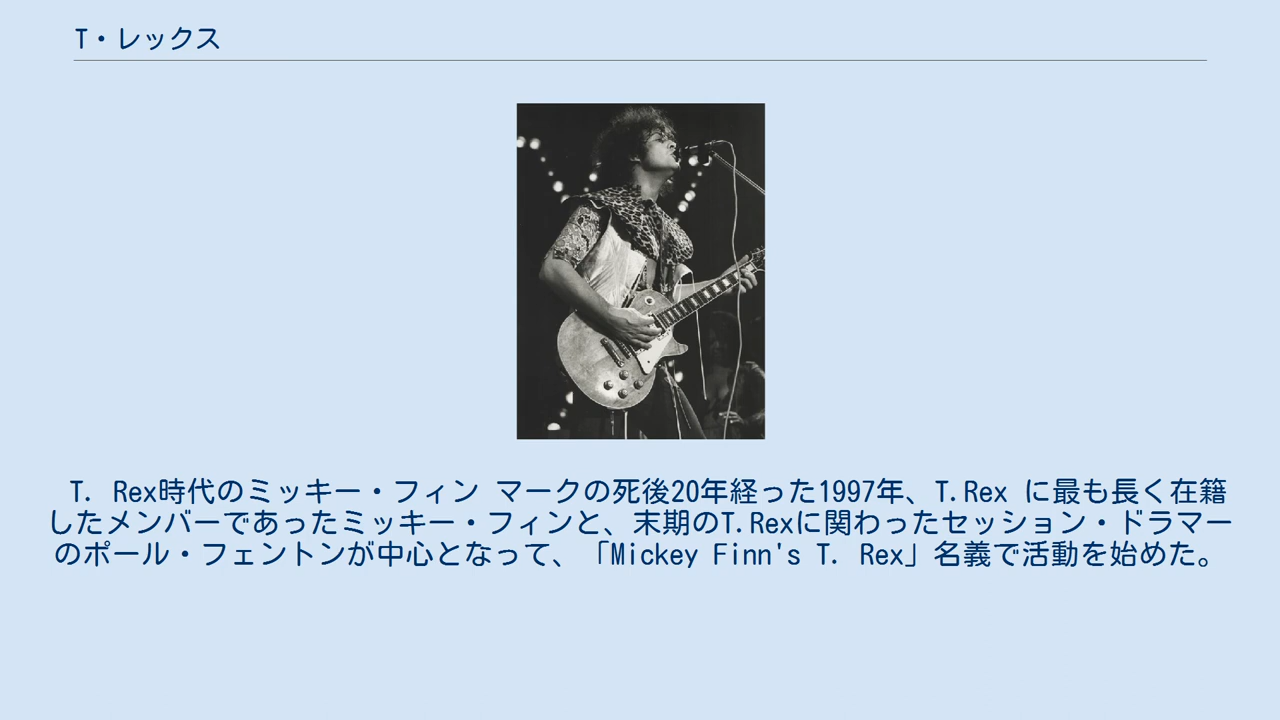 T・レックス
T. Rex時代のミッキー・フィン マークの死後20年経った1997年、T.Rex に最も長く在籍
したメンバーであったミッキー・フィンと、末期のT.Rexに関わったセッション・ドラマー
のポール・フェントンが中心となって、「Mickey Finn's T. Rex」名義で活動を始めた。